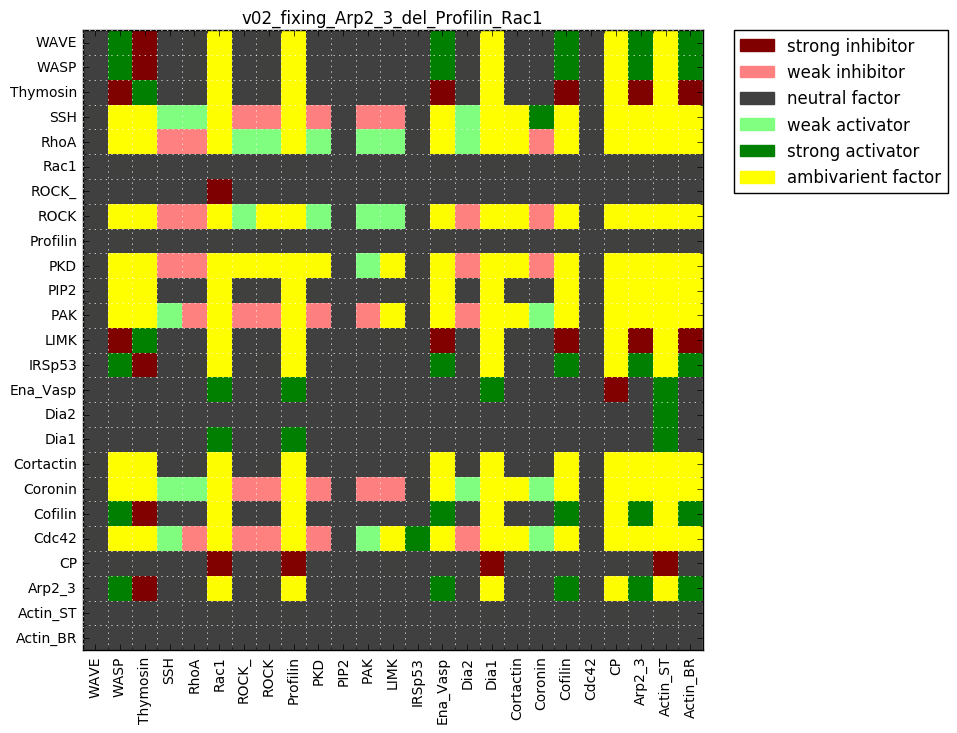 v02_fixing_Arp2_3_del_Profilin_Rac1
WAVE
WASP
Thymosin
SSH
RhoA
Rac1
ROCK_
ROCK
Profilin
PKD
PIP2
PAK
LIMK
IRSp53
Ena_Vasp
Dia2
Dia1
Cortactin
Coronin
Cofilin
Cdc42
CP
Arp2_3
Actin_ST
Actin_BR
WAVE
WASP
Thymosin
SSH
RhoA
Rac1
ROCK_
ROCK
Profilin
PKD
PIP2
PAK
LIMK
IRSp53
Ena_Vasp
Dia2
Dia1
Cortactin
Coronin
Cofilin
Cdc42
CP
Arp2_3
Actin_ST
Actin_BR
strong inhibitor
weak inhibitor
neutral factor
weak activator
strong activator
ambivarient factor